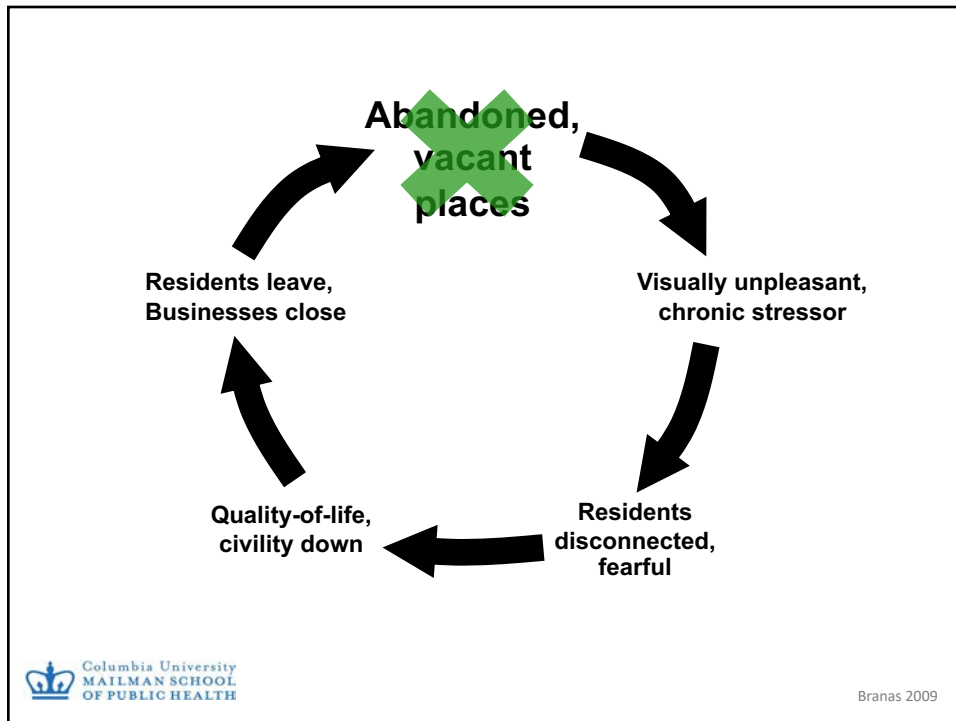 Abandoned,
vacant
places
Visually unpleasant,
chronic stressor
Residents
disconnected,
fearful
Quality-of-life,
civility down
Residents leave,
Businesses close
Columbia University
MAILMAN SCHOOL
OF PUBLIC HEALTH
Branas 2009